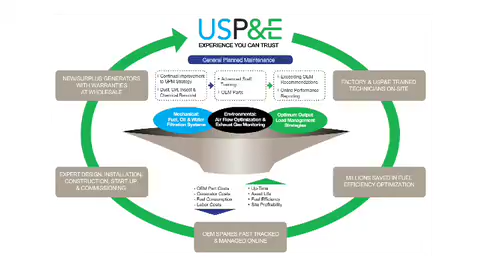 USP&E
EXPERIENCE YOU CAN TRUST
General Planned Maintenance
• Continual Improvement
to GPM Strategy
• Dust, Dirt, Insect &
Chemical Removal
• Advanced Staff
Training
• OEM Parts
• Exceeding OEM
Recommendations
• Online Performance
Reporting
NEW/SURPLUS GENERATORS
WITH WARRANTIES
AT WHOLESALE
FACTORY & USP&E TRAINED
TECHNICIANS ON SITE
Mechanical:
Fuel, Oil & Water
Filtration Systems
Environmental:
Air Flow Optimization &
Exhaust Gas Monitoring
Optimum Output
Load Management
Strategies
EXPERT DESIGN, INSTALLATION,
CONSTRUCTION, START UP
& COMMISSIONING
• OEM Part Costs
• Generator Costs
• Fuel Consumption
• Labor Costs
• Up-Time
• Asset Life
• Fuel Efficiency
• Site Profitability
MILLIONS SAVED IN FUEL
EFFICIENCY OPTIMIZATION
OEM SPARES FAST TRACKED
& MANAGED ONLINE